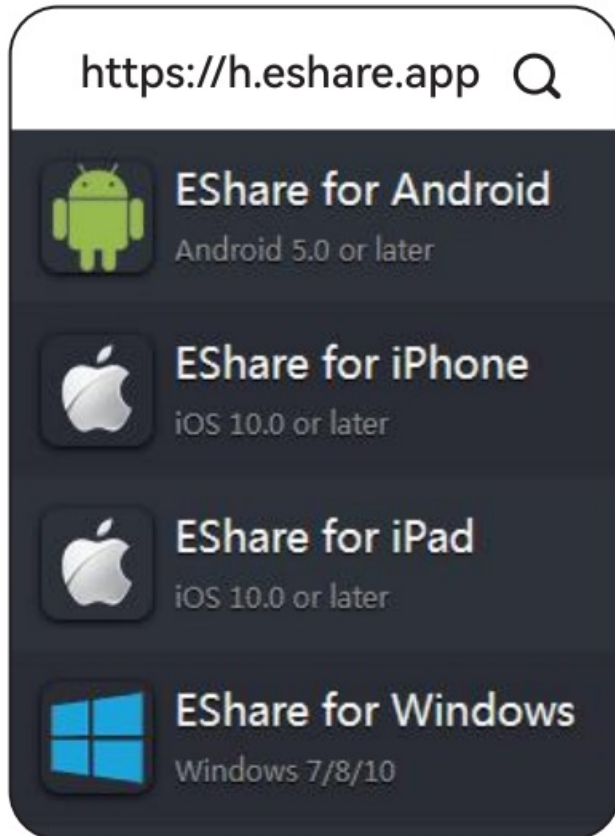 https://h.eshare.app
EShare for Android
Android 5.0 or later
EShare for iPhone
iOS 10.0 or later
EShare for iPad
iOS 10.0 or later
EShare for Windows
Windows 7/8/10